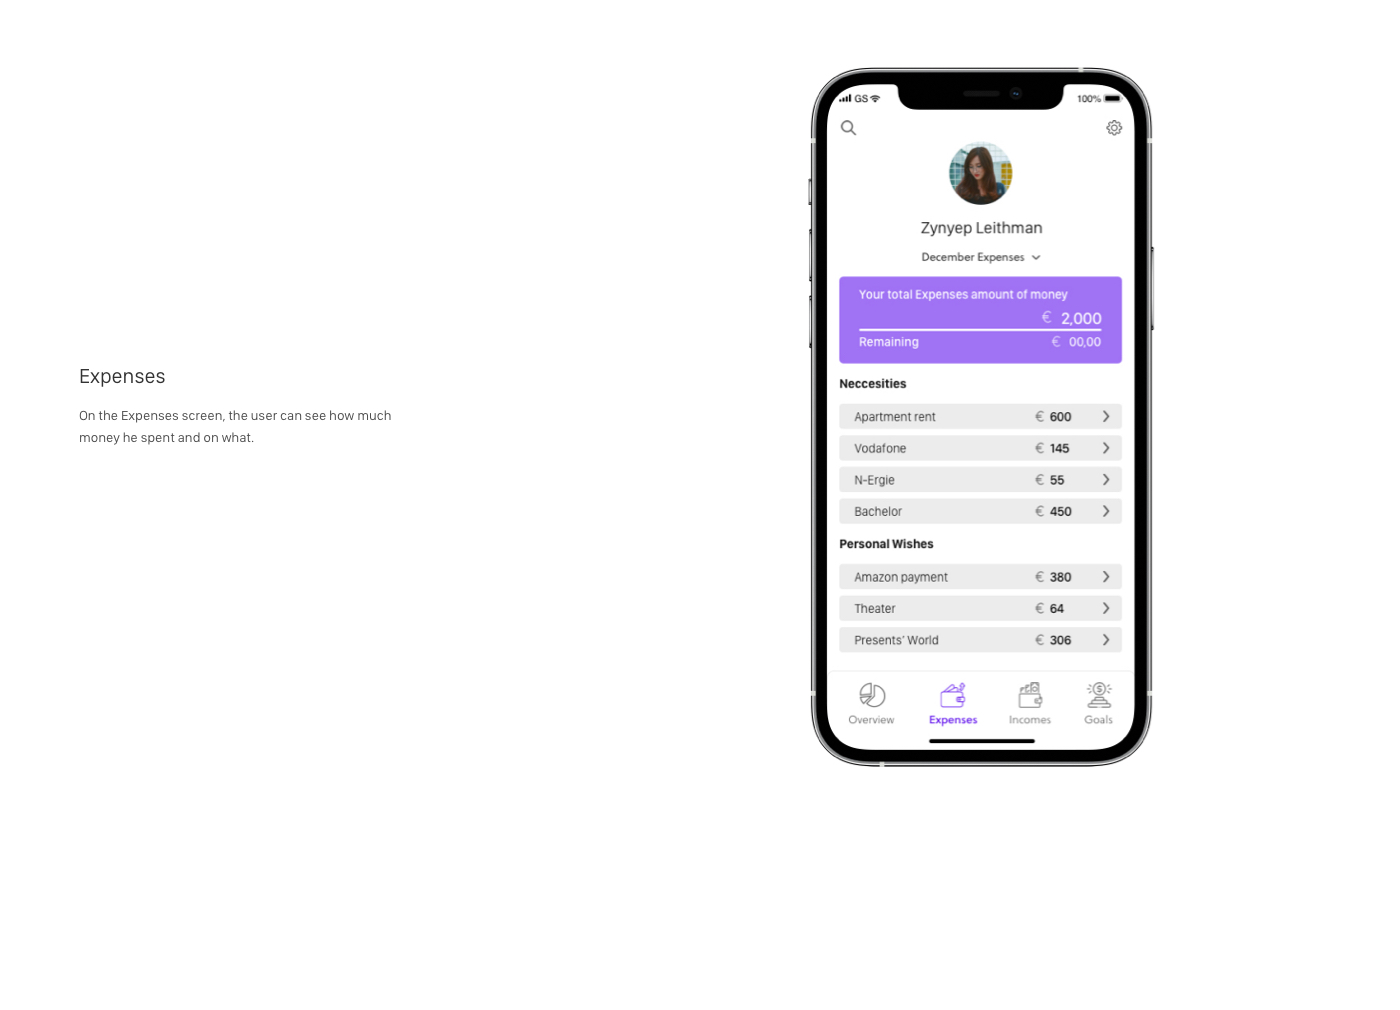 Expenses
On the Expenses screen, the user can see how much
money he spent and on what.
GS 100%
Zynyep Leithman
December Expenses
Your total Expenses amount of money
€ 2,000
Remaining € 00,00
Neccesities
Apartment rent € 600
Vodafone € 145
N-Ergie € 55
Bachelor € 450
Personal Wishes
Amazon payment € 380
Theater € 64
Presents' World € 306
Overview Expenses Incomes Goals